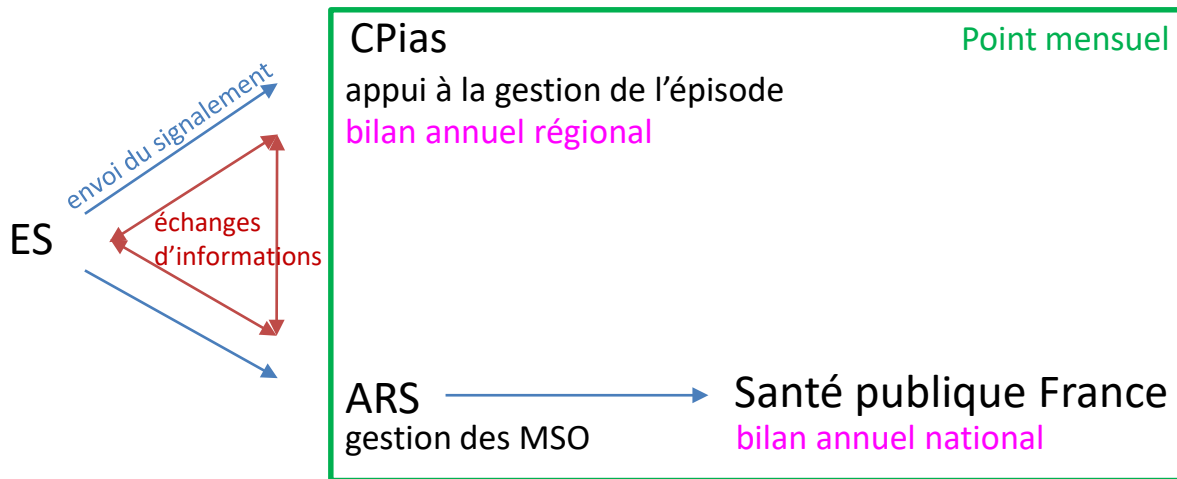 CPias
Point mensuel
appui à la gestion de l’épisode
bilan annuel régional
envoi du signalement
échanges
d’informations
ES
ARS
gestion des MSO
Santé publique France
bilan annuel national